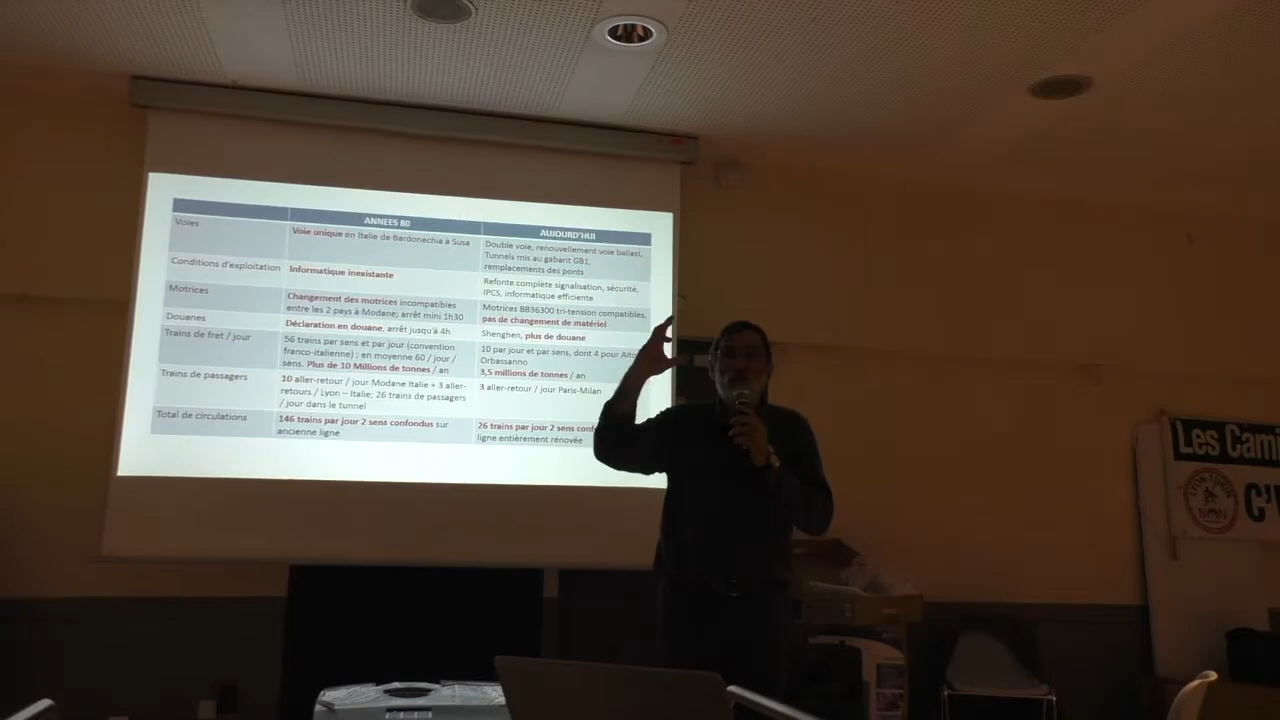 ANNEES 80
AUJOURD'HUI
Voies
Voie unique en Italie de Bardonechia à Susa
Double voie, renouvellement voie ballast,
Tunnels mis au gabarit GB1,
remplacements des ponts
Conditions d'exploitation
Informatique inexistante
Refonte complète signalisation, sécurité,
IPCS, informatique efficiente
Motrices
Changement des motrices incompatibles
entre les 2 pays à Modane; arrêt mini 1h30
Motrices BB36300 tri-tension compatibles,
pas de changement de matériel
Douanes
Déclaration en douane, arrêt jusqu'à 4h
Shenghen, plus de douane
Trains de fret / jour
56 trains par sens et par jour (convention
franco-italienne) ; en moyenne 60 / jour /
sens. Plus de 10 Millions de tonnes / an
10 par jour et par sens, dont 4 pour Aito
Orbassanno
3,5 millions de tonnes / an
Trains de passagers
10 aller-retour / jour Modane Italie + 3 aller-
retours / Lyon – Italie; 26 trains de passagers
/ jour dans le tunnel
3 aller-retour / jour Paris-Milan
Total de circulations
146 trains par jour 2 sens confondus sur
ancienne ligne
26 trains par jour 2 sens conf
ligne entièrement rénovée
Les Cami
LYON-TURIN
NON
C'